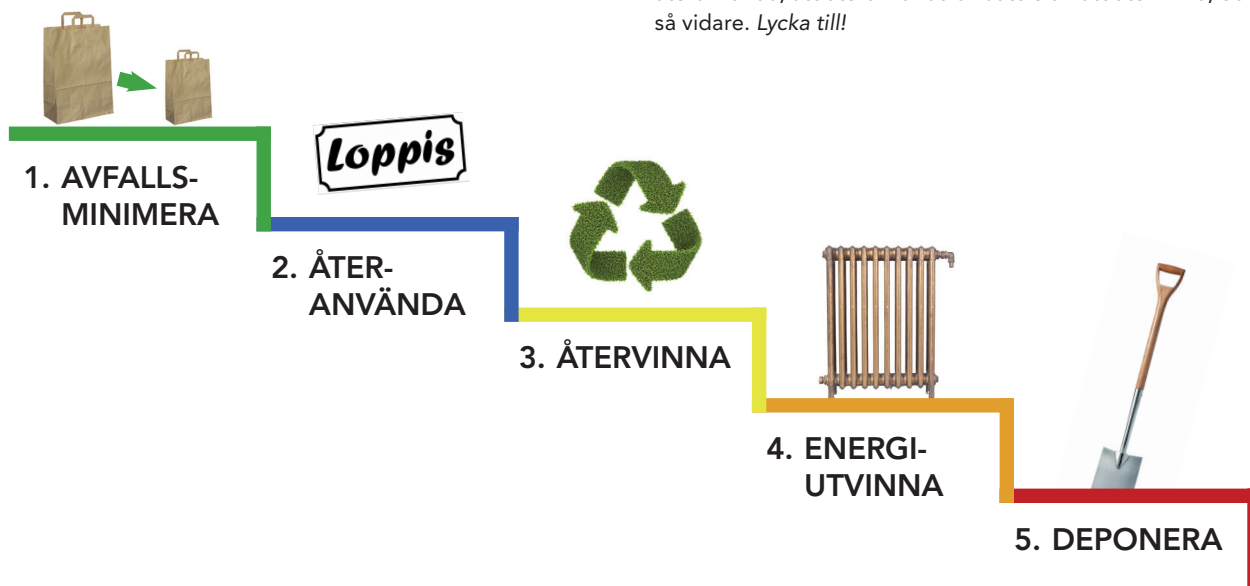 så vidare. Lycka till!
Loppis
1. AVFALLS-
MINIMERA
2. ÅTER-
ANVÄNDA
3. ÅTERVINNA
4. ENERGI-
UTVINNA
5. DEPONERA